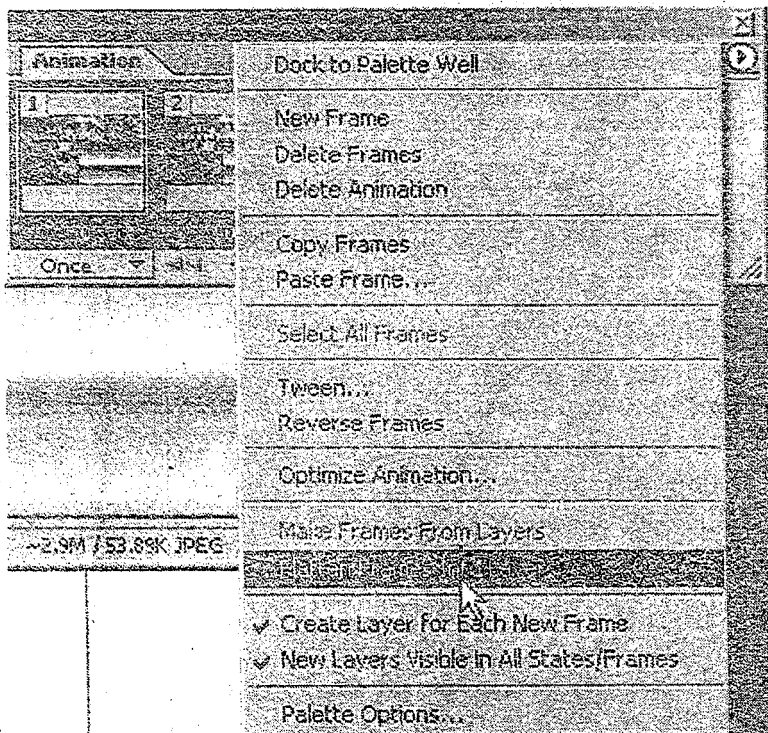 Animation
Dock to Palette Well
1
2
New Frame
Delete Frames
Delete Animation
Copy Frames
Once
Paste Frame...
Select All Frames
Tween...
Reverse Frames
Optimize Animation...
Make Frames From Layers
~2.9M / 53.89K JPEG
Create Layer for Each New Frame
New Layers Visible in All States/Frames
Palette Options...